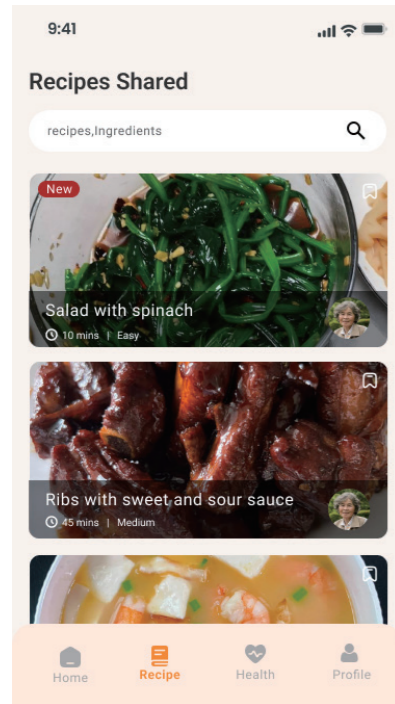 9:41
Recipes Shared
recipes,Ingredients
New
Salad with spinach
10 mins | Easy
Ribs with sweet and sour sauce
45 mins | Medium
Home Recipe Health Profile